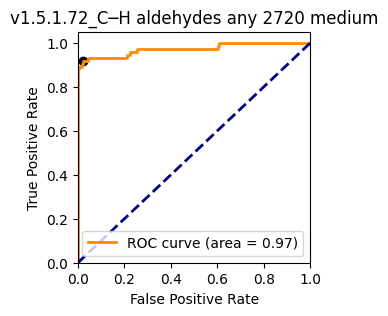 v1.5.1.72_C─H aldehydes any 2720 medium
1.0
0.8
0.6
0.4
0.2
0.0
True Positive Rate
ROC curve (area = 0.97)
0.0 0.2 0.4 0.6 0.8 1.0
False Positive Rate